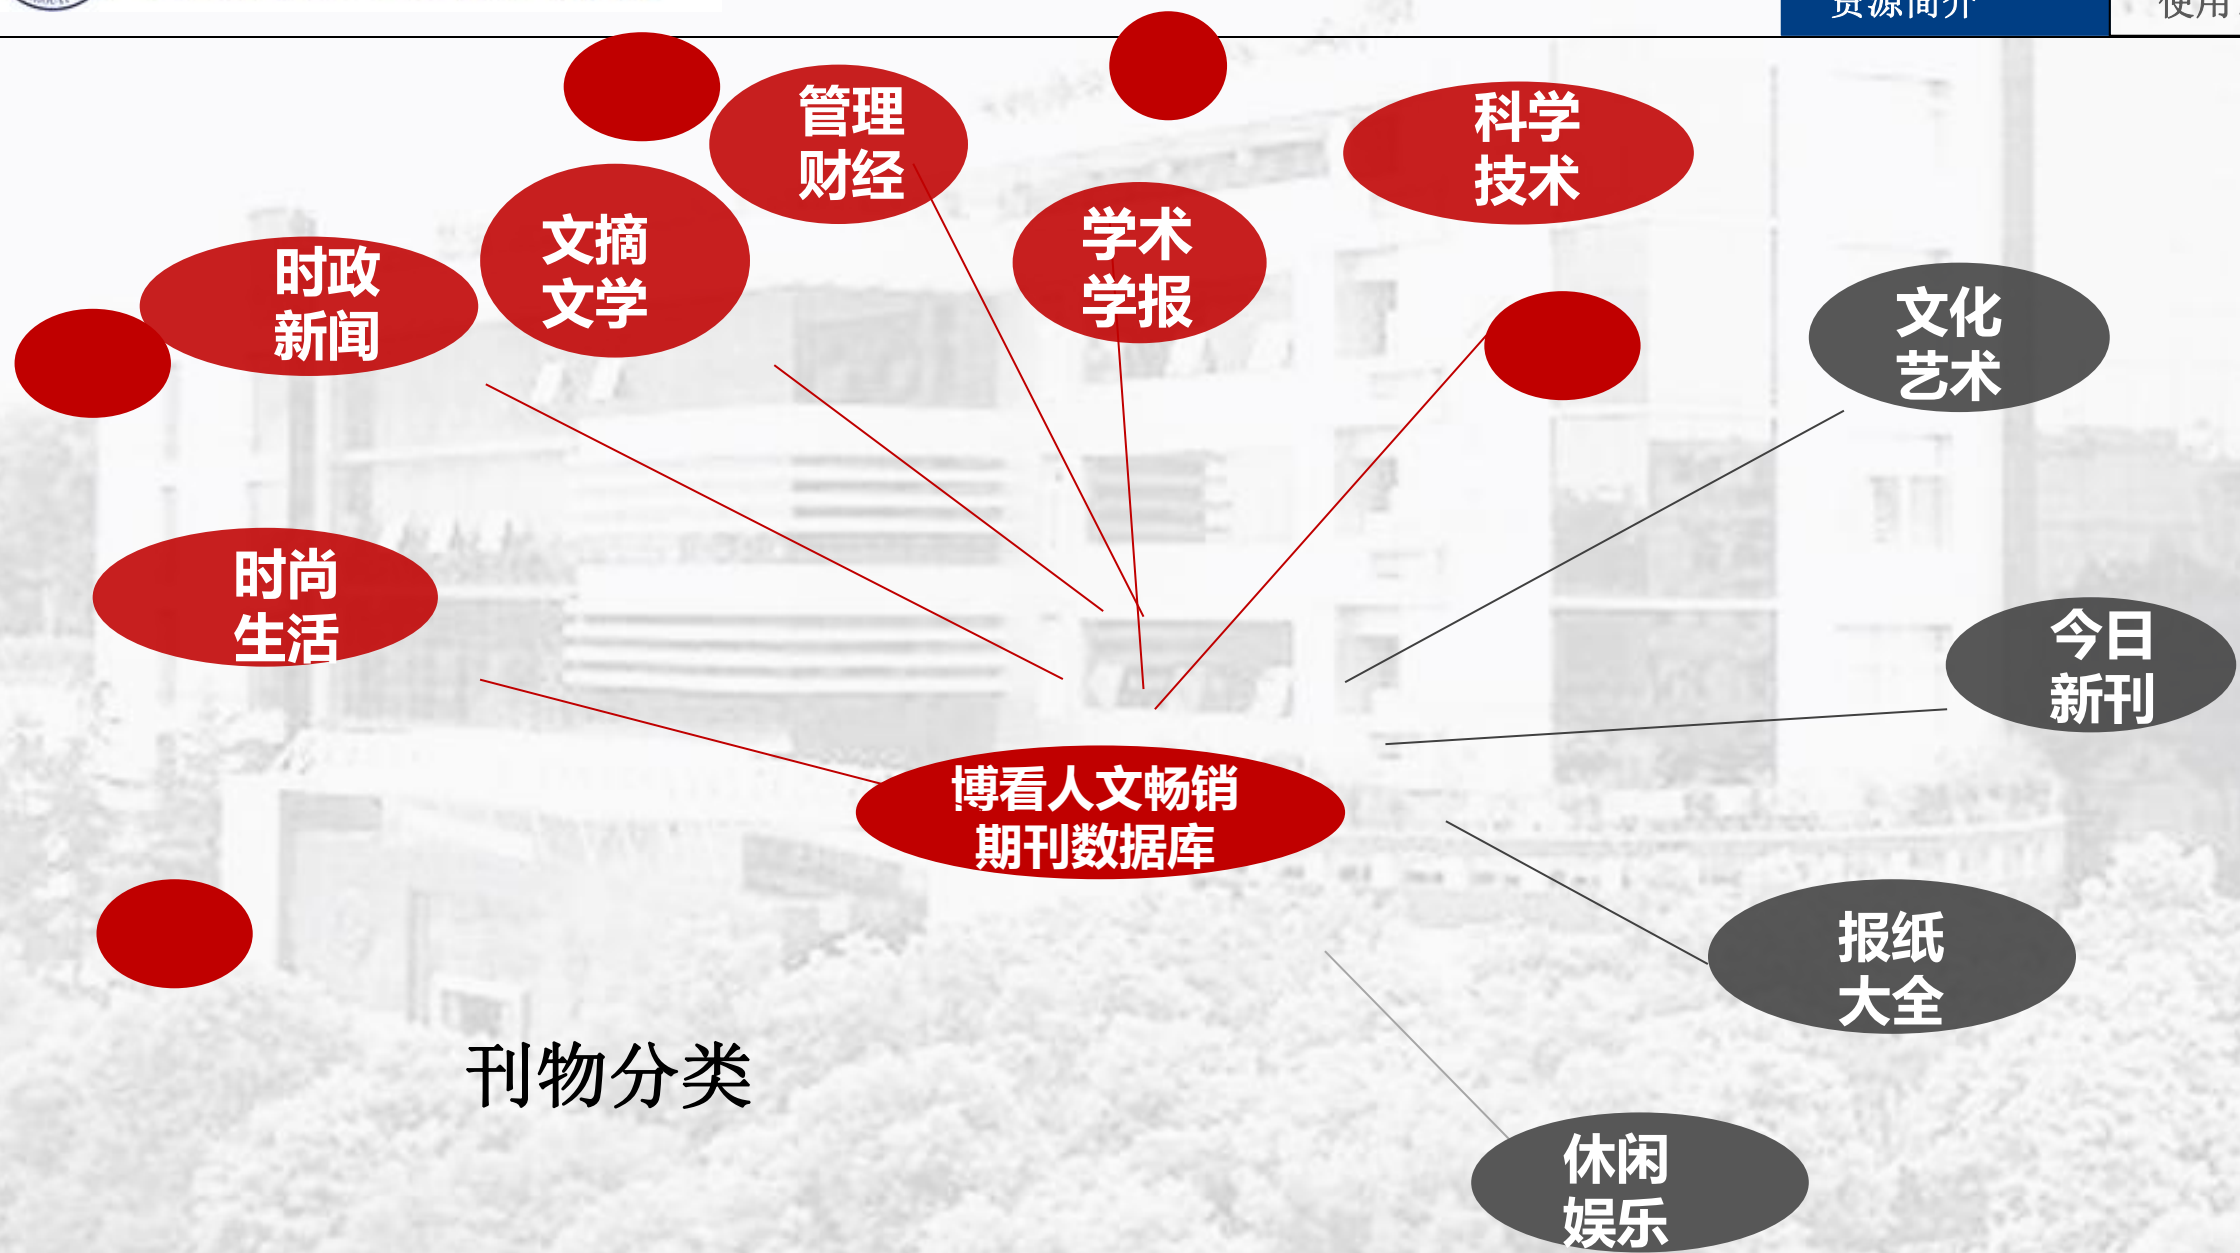 资源简介
使用
管理
财经
科学
技术
学术
学报
文摘
文学
时政
新闻
文化
艺术
时尚
生活
今日
新刊
博看人文畅销
期刊数据库
报纸
大全
刊物分类
休闲
娱乐